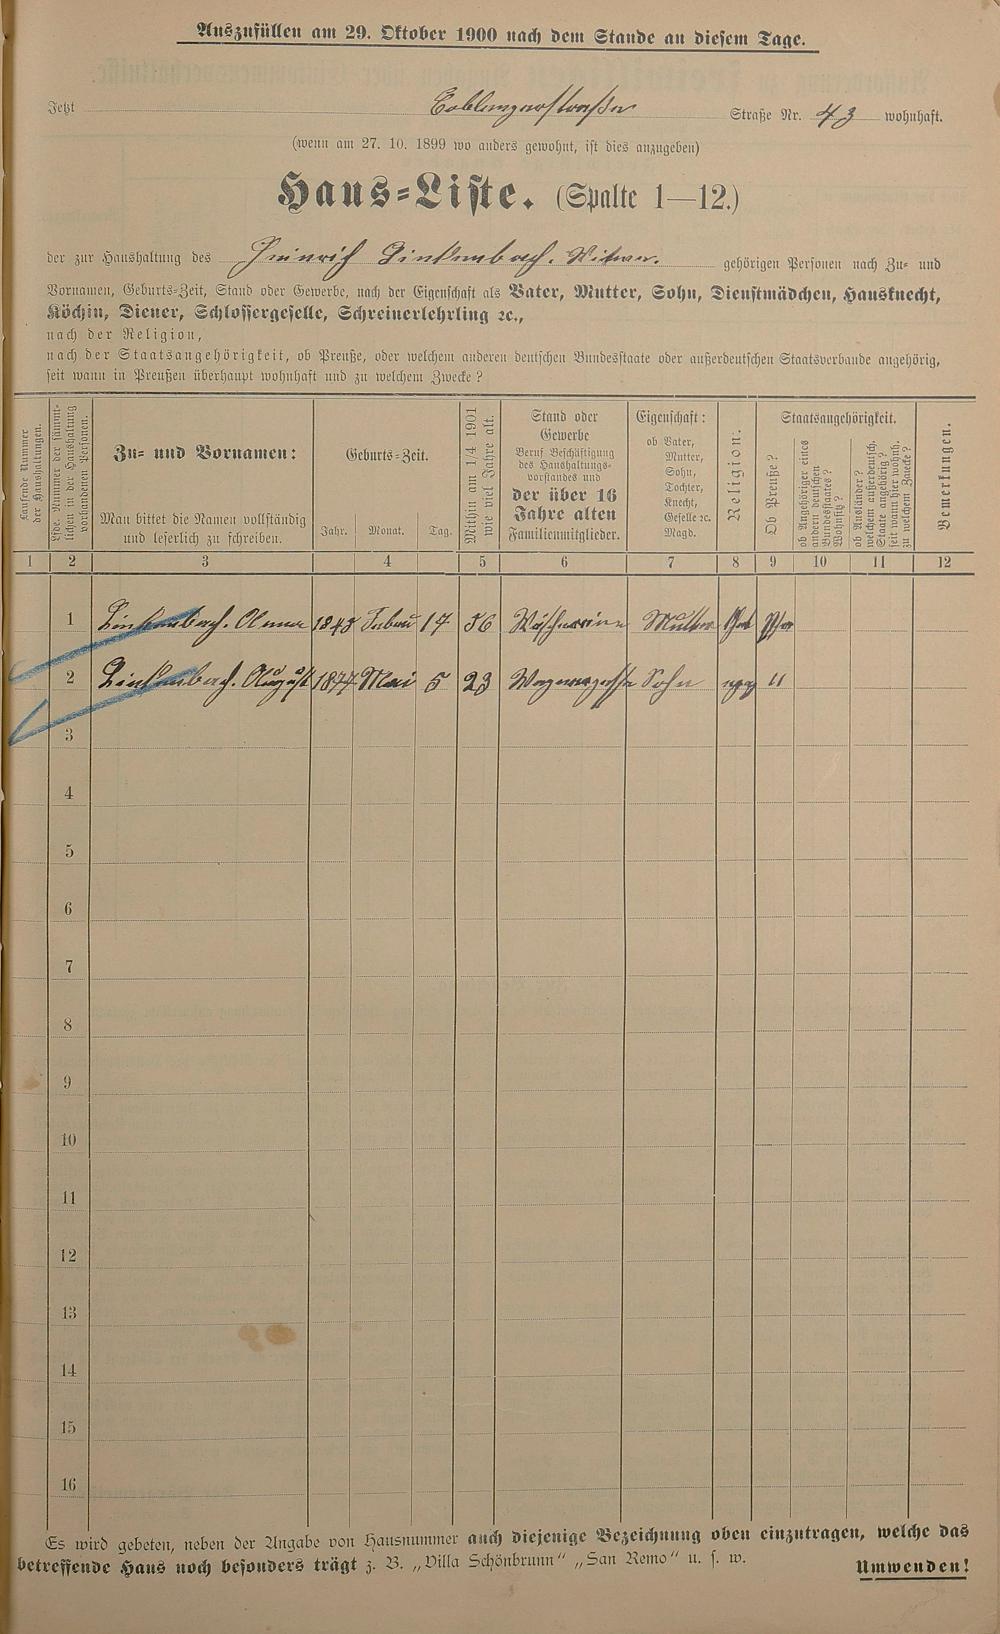 Auszufüllen am 29. Oktober 1900 nach dem Stande an diesem Tage.
Jetzt Coblenzerstraße Straße Nr. 43 wohnhaft.
(wenn am 27. 10. 1899 wo anders gewohnt, ist dies anzugeben)
Haus=Liste. (Spalte 1—12.)
der zur Haushaltung des Heinrich Linkenbach. Witwe. gehörigen Personen nach Zu= und
Vornamen, Geburts=Zeit, Stand oder Gewerbe, nach der Eigenschaft als Vater, Mutter, Sohn, Dienstmädchen, Hausknecht,
Köchin, Diener, Schlossergeselle, Schreinerlehrling ꝛc.,
nach der Religion,
nach der Staatsangehörigkeit, ob Preuße, oder welchem anderen deutschen Bundesstaate oder außerdeutschen Staatsverbande angehörig,
seit wann in Preußen überhaupt wohnhaft und zu welchem Zwecke?
Laufende Nummer
der Haushaltungen.
Lfde. Nummer der sämmt-
lichen in der Haushaltung
vorhandenen Personen.
Zu= und Vornamen:
Man bittet die Namen vollständig
und leserlich zu schreiben.
Geburts=Zeit.
Jahr. Monat. Tag.
Mithin am 1/4 1901
wie viel Jahre alt.
Stand oder
Gewerbe
Beruf Beschäftigung
des Haushaltungs-
vorstandes und
der über 16
Jahre alten
Familienmitglieder.
Eigenschaft:
ob Vater,
Mutter,
Sohn,
Tochter,
Knecht,
Geselle ꝛc.
Magd.
Religion:
Staatsangehörigkeit.
Ob Preuße?
ob Angehöriger eines
andern deutschen
Bundesstaates?
Wohnsitz?
ob Ausländer?
welchem außerdeutsch.
Staate angehörig?
seit wann hier wohnh.
zu welchem Zwecke?
Bemerkungen.
1 2 3 4 5 6 7 8 9 10 11 12
1 Linkenbach. 17 56 Wäscherinn Mutter
2 Linkenbach. August 1877 Mai 5 23 Sohn "
3
4
5
6
7
8
9
10
11
12
13
14
15
16
Es wird gebeten, neben der Angabe von Hausnummer auch diejenige Bezeichnung oben einzutragen, welche das
betreffende Haus noch besonders trägt z. B. „Villa Schönbrunn" „San Remo" u. s. w. Umwenden!